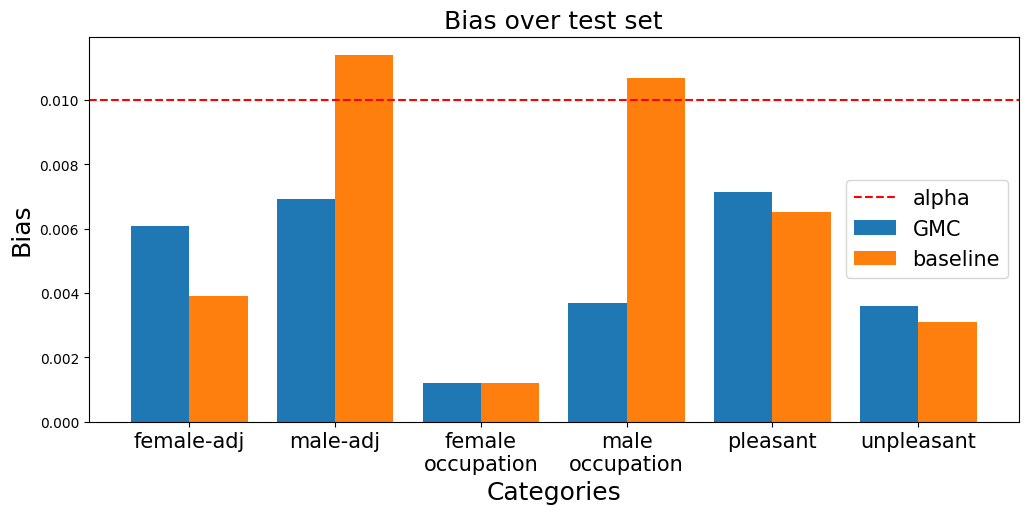 Bias over test set
Bias
0.010
0.008
0.006
0.004
0.002
0.000
alpha
GMC
baseline
female-adj
male-adj
female
occupation
male
occupation
pleasant
unpleasant
Categories